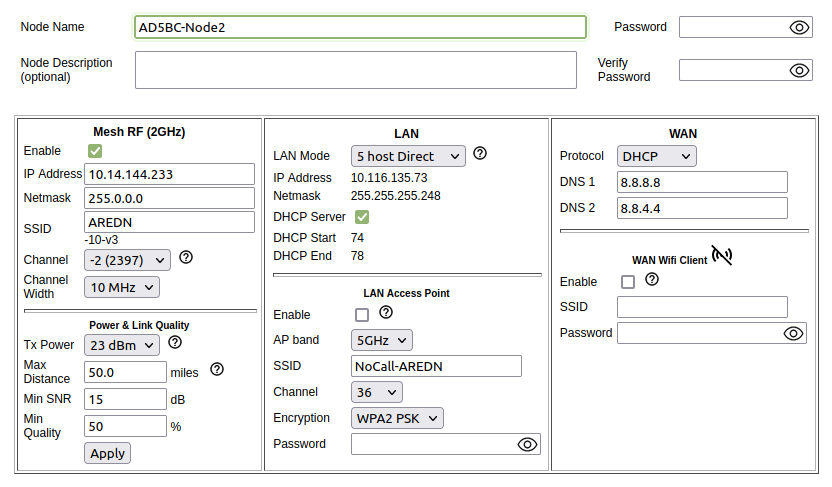 Node Name AD5BC-Node2 Password
Node Description (optional) Verify Password
Mesh RF (2GHz)
Enable
IP Address 10.14.144.233
Netmask 255.0.0.0
SSID AREDN
-10-v3
Channel -2 (2397)
Channel Width 10 MHz
Power & Link Quality
Tx Power 23 dBm
Max Distance 50.0 miles
Min SNR 15 dB
Min Quality 50 %
Apply
LAN
LAN Mode 5 host Direct
IP Address 10.116.135.73
Netmask 255.255.255.248
DHCP Server
DHCP Start 74
DHCP End 78
LAN Access Point
Enable
AP band 5GHz
SSID NoCall-AREDN
Channel 36
Encryption WPA2 PSK
Password
WAN
Protocol DHCP
DNS 1 8.8.8.8
DNS 2 8.8.4.4
WAN Wifi Client
Enable
SSID
Password